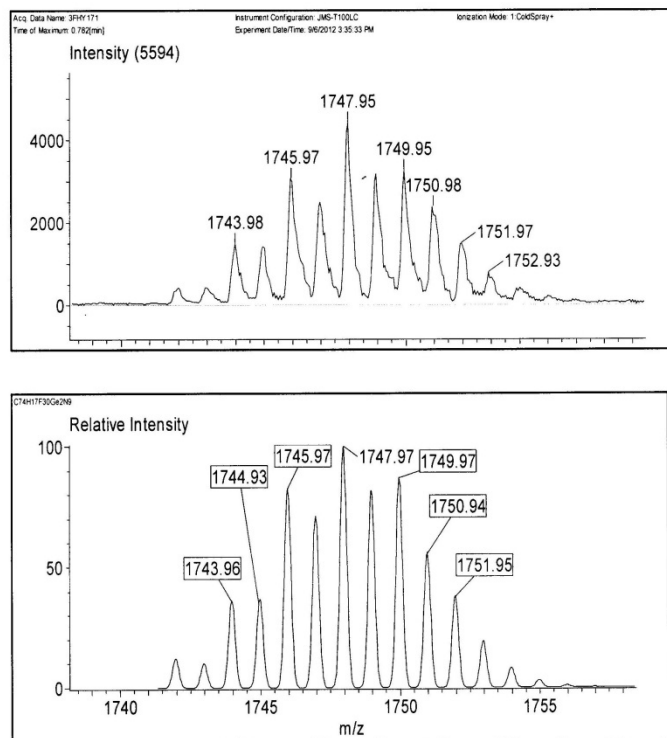 Acq. Data Name: 3FHY171 Instrument Configuration: JMS-T100LC Ionization Mode: 1:ColdSpray+
Time of Maximum: 0.782[min] Experiment Date/Time: 9/6/2012 3:35:33 PM
Intensity (5594)
1747.95
1745.97
1749.95
4000
1750.98
1743.98
2000
1751.97
1752.93
0
C74H17F30Ge2N9
Relative Intensity
100
1745.97
1747.97
1749.97
1744.93
1750.94
1743.96
1751.95
50
0
1740 1745 1750 1755
m/z